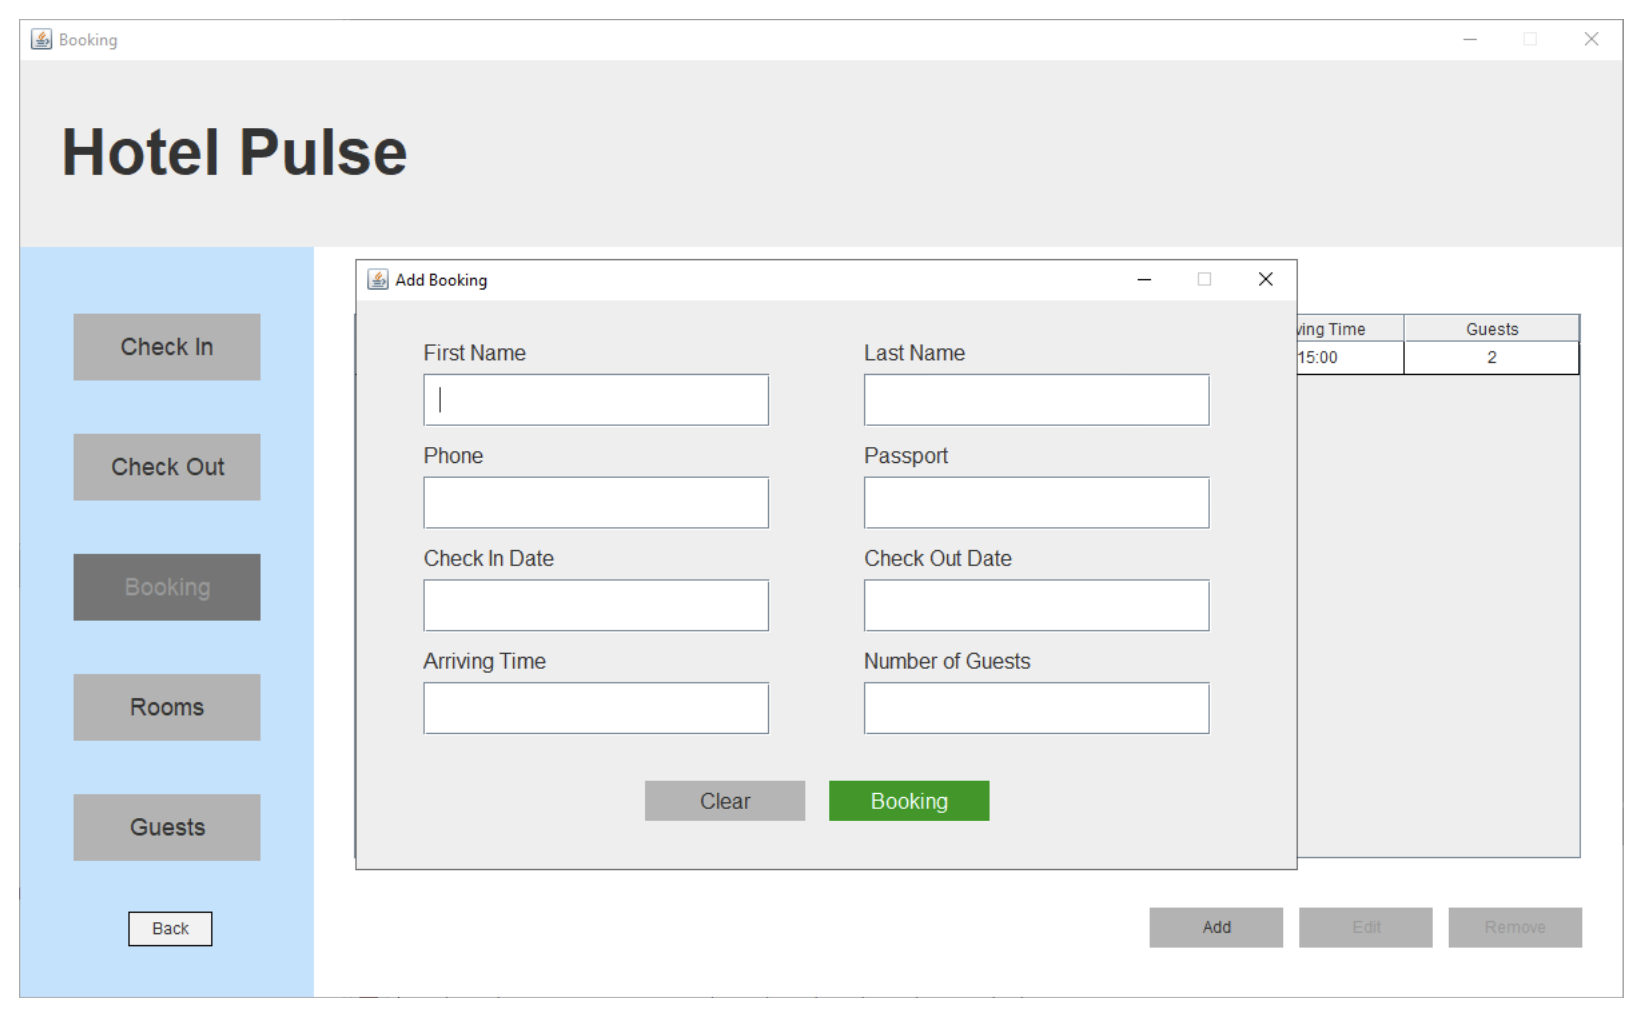 Booking
Hotel Pulse
Check In
Check Out
Booking
Rooms
Guests
Back
Add Booking
First Name
Last Name
Phone
Passport
Check In Date
Check Out Date
Arriving Time
Number of Guests
Clear
Booking
Time
Guests
15:00
2
Add
Edit
Remove